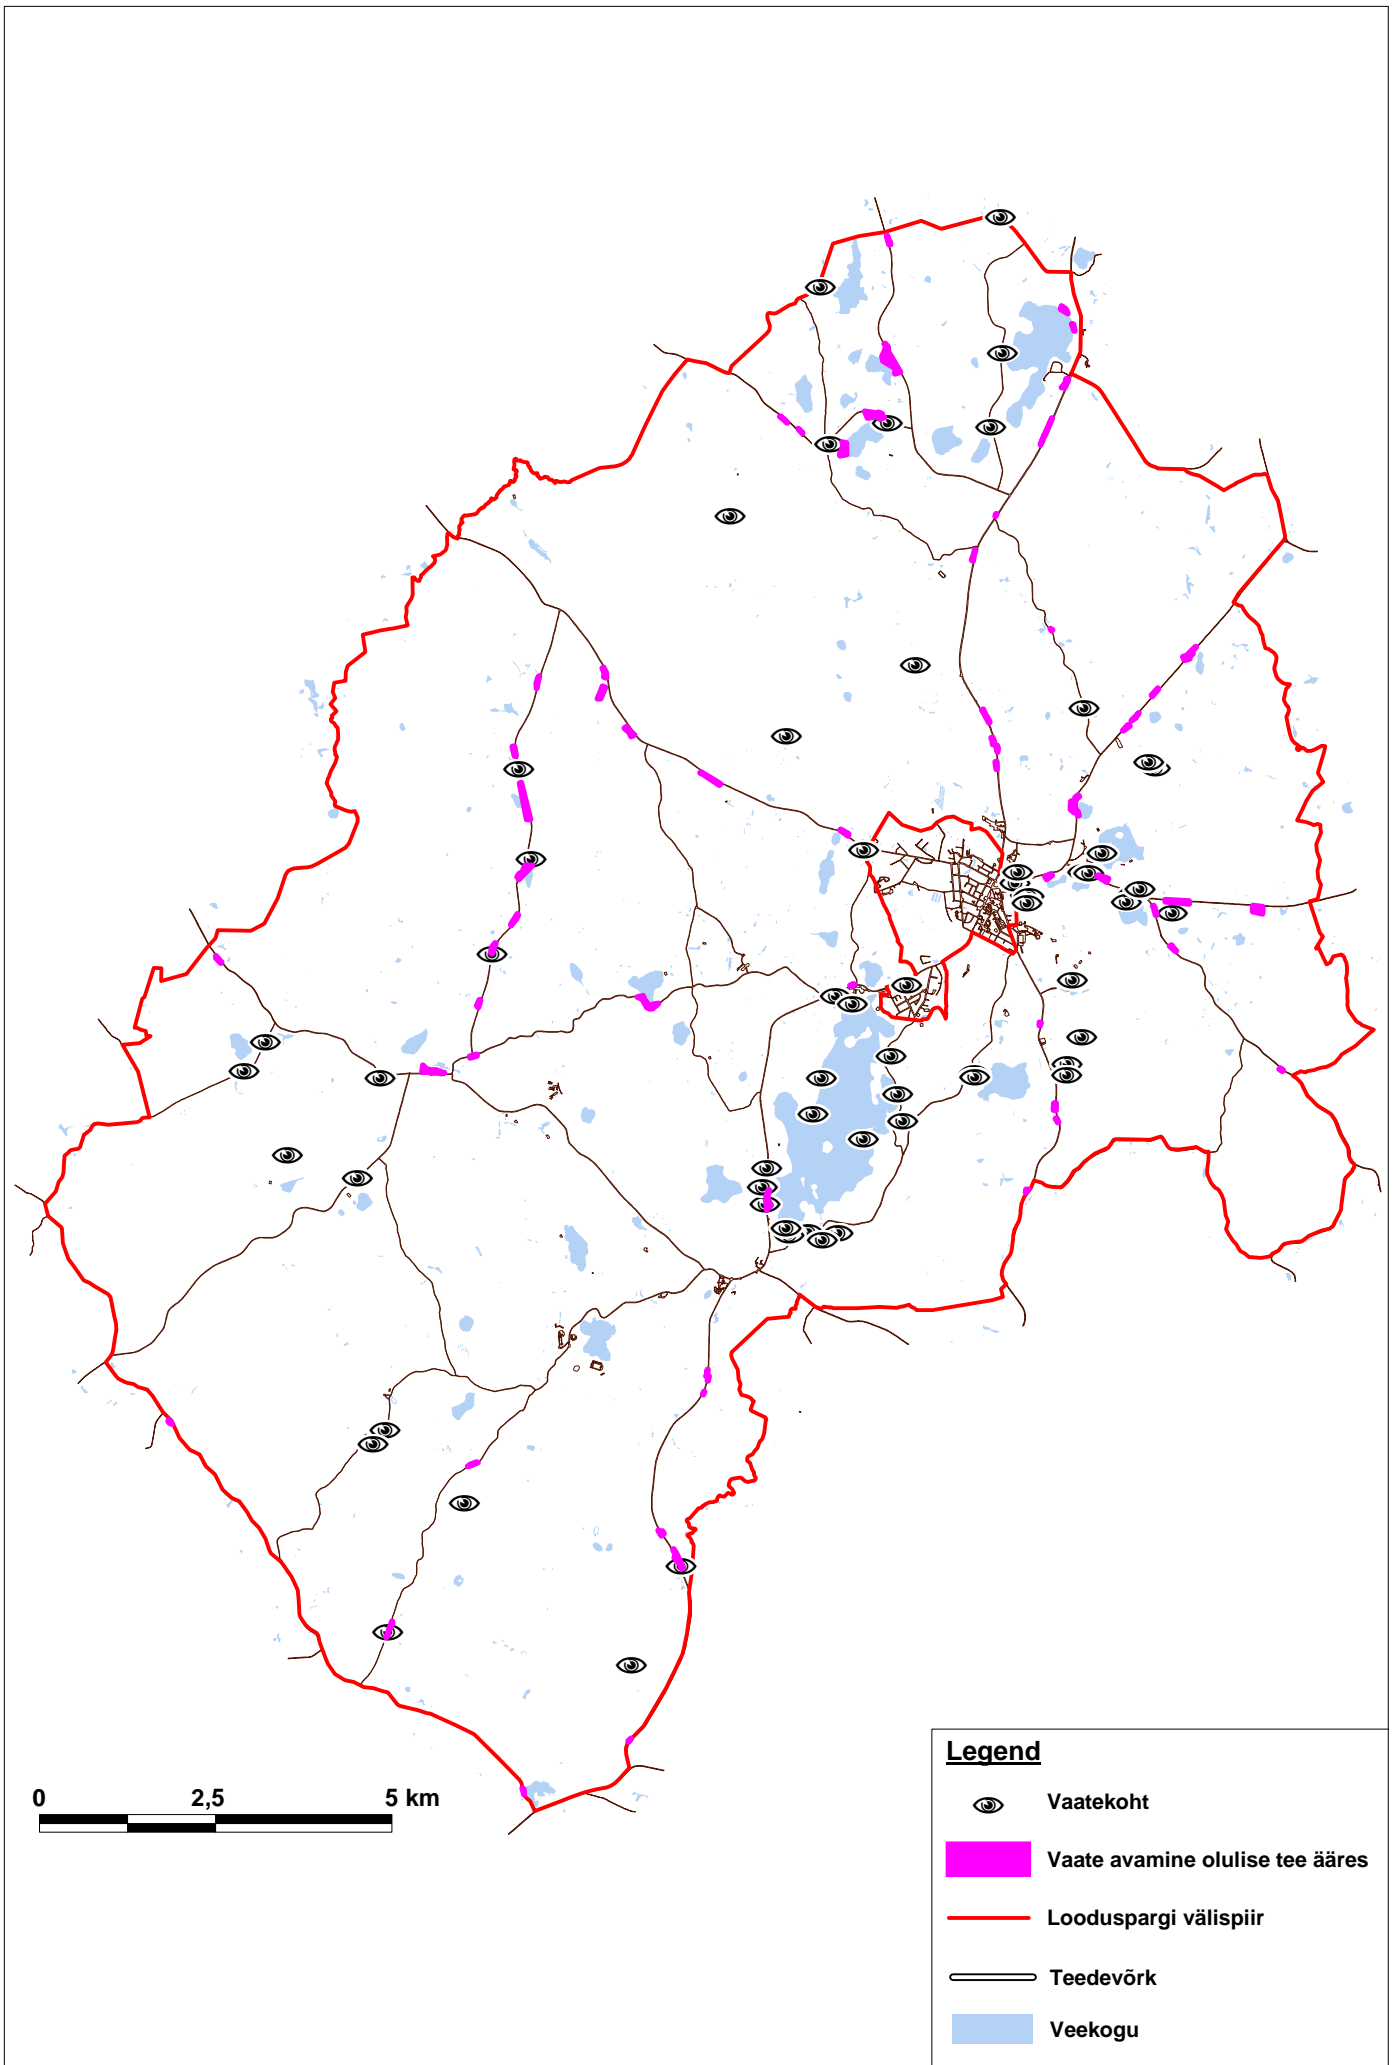 Legend
Vaatekoht
Vaate avamine olulise tee ääres
Looduspargi välispiir
Teedevõrk
Veekogu
0 2,5 5 km